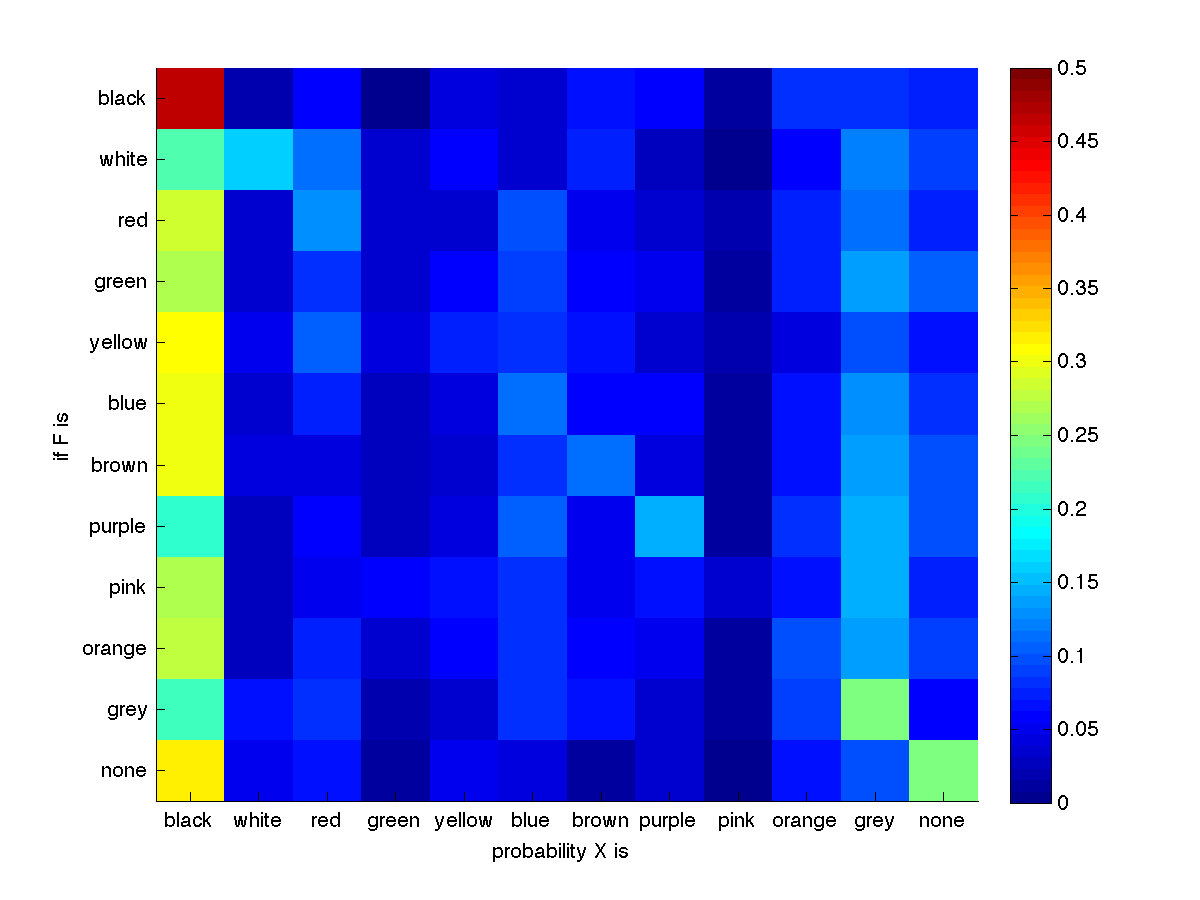 black
white
red
green
yellow
blue
brown
purple
pink
orange
grey
none
if F is
black white red green yellow blue brown purple pink orange grey none
probability X is
0.5
0.45
0.4
0.35
0.3
0.25
0.2
0.15
0.1
0.05
0